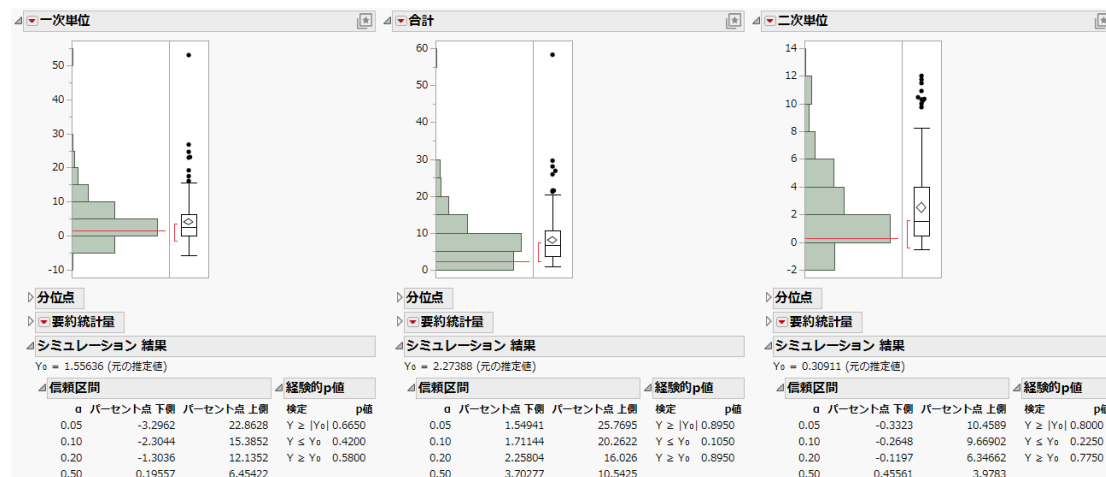 一次単位
50
40
30
20
10
0
-10
分位点
要約統計量
シミュレーション 結果
Y₀ = 1.55636 (元の推定値)
信頼区間
経験的p値
α パーセント点 下側 パーセント点 上側 検定 p値
0.05 -3.2962 22.8628 Y ≥ |Y₀| 0.6650
0.10 -2.3044 15.3852 Y ≤ Y₀ 0.4200
0.20 -1.3036 12.1352 Y ≥ Y₀ 0.5800
0.50 0.19557 6.45422
合計
60
50
40
30
20
10
0
分位点
要約統計量
シミュレーション 結果
Y₀ = 2.27388 (元の推定値)
信頼区間
経験的p値
α パーセント点 下側 パーセント点 上側 検定 p値
0.05 1.54941 25.7695 Y ≥ |Y₀| 0.8950
0.10 1.71144 20.2622 Y ≤ Y₀ 0.1050
0.20 2.25804 16.026 Y ≥ Y₀ 0.8950
0.50 3.70277 10.5425
二次単位
14
12
10
8
6
4
2
0
-2
分位点
要約統計量
シミュレーション 結果
Y₀ = 0.30911 (元の推定値)
信頼区間
経験的p値
α パーセント点 下側 パーセント点 上側 検定 p値
0.05 -0.3323 10.4589 Y ≥ |Y₀| 0.8000
0.10 -0.2648 9.66902 Y ≤ Y₀ 0.2250
0.20 -0.1197 6.34662 Y ≥ Y₀ 0.7750
0.50 0.45561 3.9783